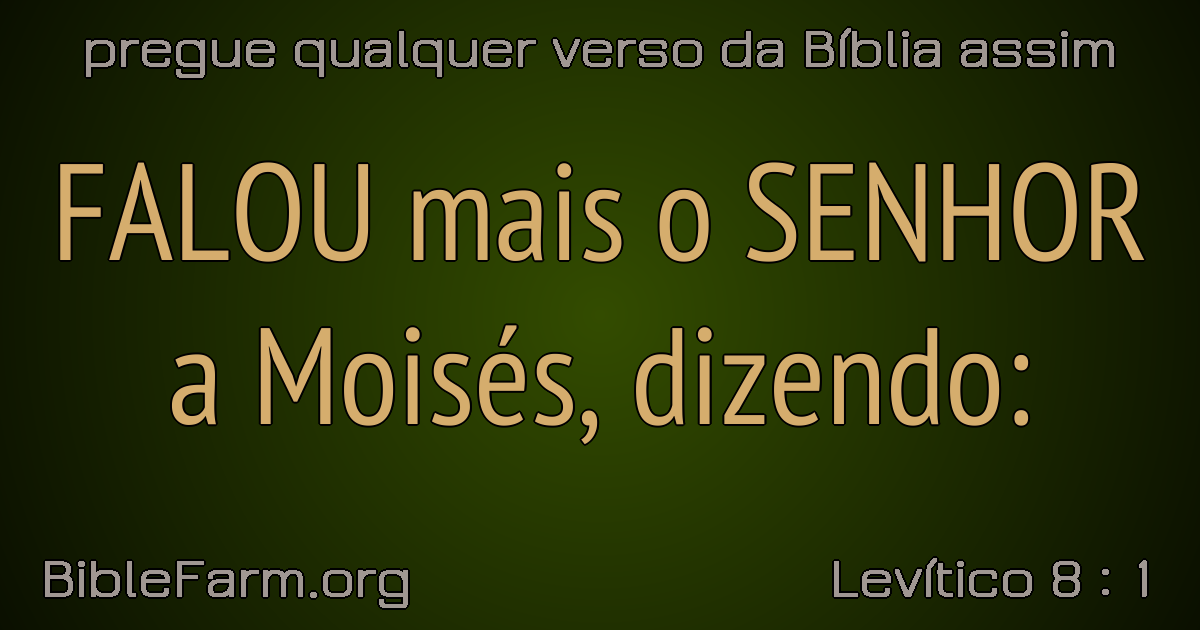 pregue qualquer verso da Bíblia assim
FALOU mais o SENHOR
a Moisés, dizendo:
BibleFarm.org
Levítico 8 : 1